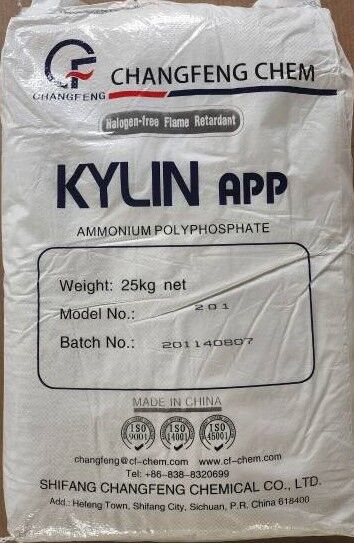 CF
CHANGFENG
CHANGFENG CHEM
Halogen-free Flame Retardant
KYLIN APP
AMMONIUM POLYPHOSPHATE
Weight: 25kg net
Model No.: 201
Batch No.: 201140807
MADE IN CHINA
ISO 9001 ISO 14001 ISO 45001
changfeng@cf-chem.com www.cf-chem.com
Tel: +86-838-8320699
SHIFANG CHANGFENG CHEMICAL CO., LTD.
Add.: Hefeng Town, Shifang City, Sichuan, P.R. China 618400